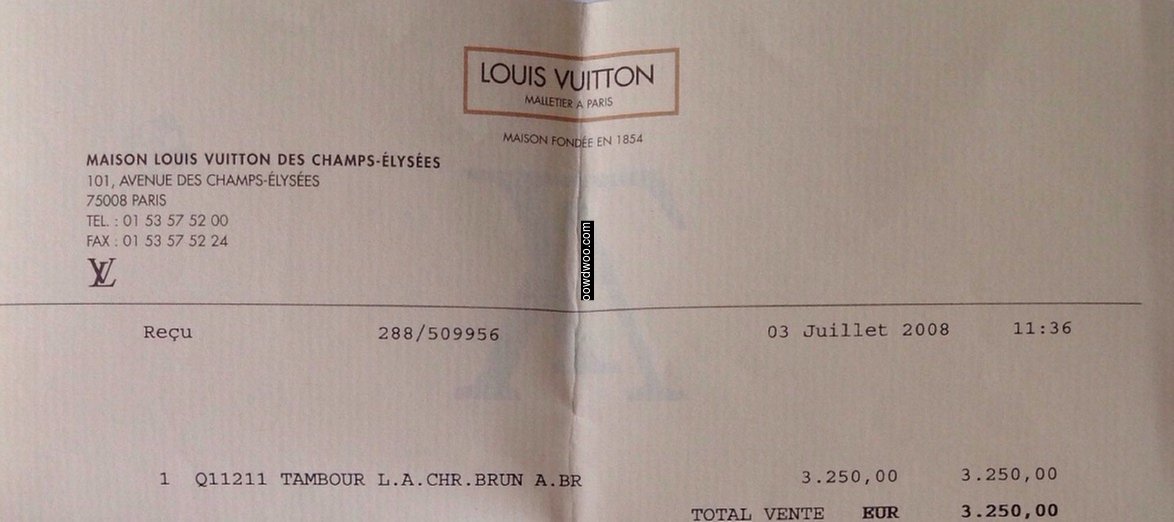 LOUIS VUITTON
MALLETIER A PARIS
MAISON FONDÉE EN 1854
MAISON LOUIS VUITTON DES CHAMPS-ÉLYSÉES
101, AVENUE DES CHAMPS-ÉLYSÉES
75008 PARIS
TEL. : 01 53 57 52 00
FAX : 01 53 57 52 24
LV
powdwoo.com
Reçu 288/509956 03 Juillet 2008 11:36
1 Q11211 TAMBOUR L.A.CHR.BRUN A.BR 3.250,00 3.250,00
TOTAL VENTE EUR 3.250,00